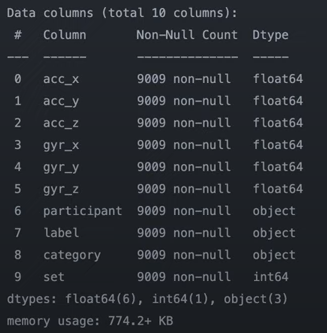 Data columns (total 10 columns):
 #   Column       Non-Null Count  Dtype
---  ------       --------------  -----
 0   acc_x        9009 non-null   float64
 1   acc_y        9009 non-null   float64
 2   acc_z        9009 non-null   float64
 3   gyr_x        9009 non-null   float64
 4   gyr_y        9009 non-null   float64
 5   gyr_z        9009 non-null   float64
 6   participant  9009 non-null   object
 7   label        9009 non-null   object
 8   category     9009 non-null   object
 9   set          9009 non-null   int64
dtypes: float64(6), int64(1), object(3)
memory usage: 774.2+ KB